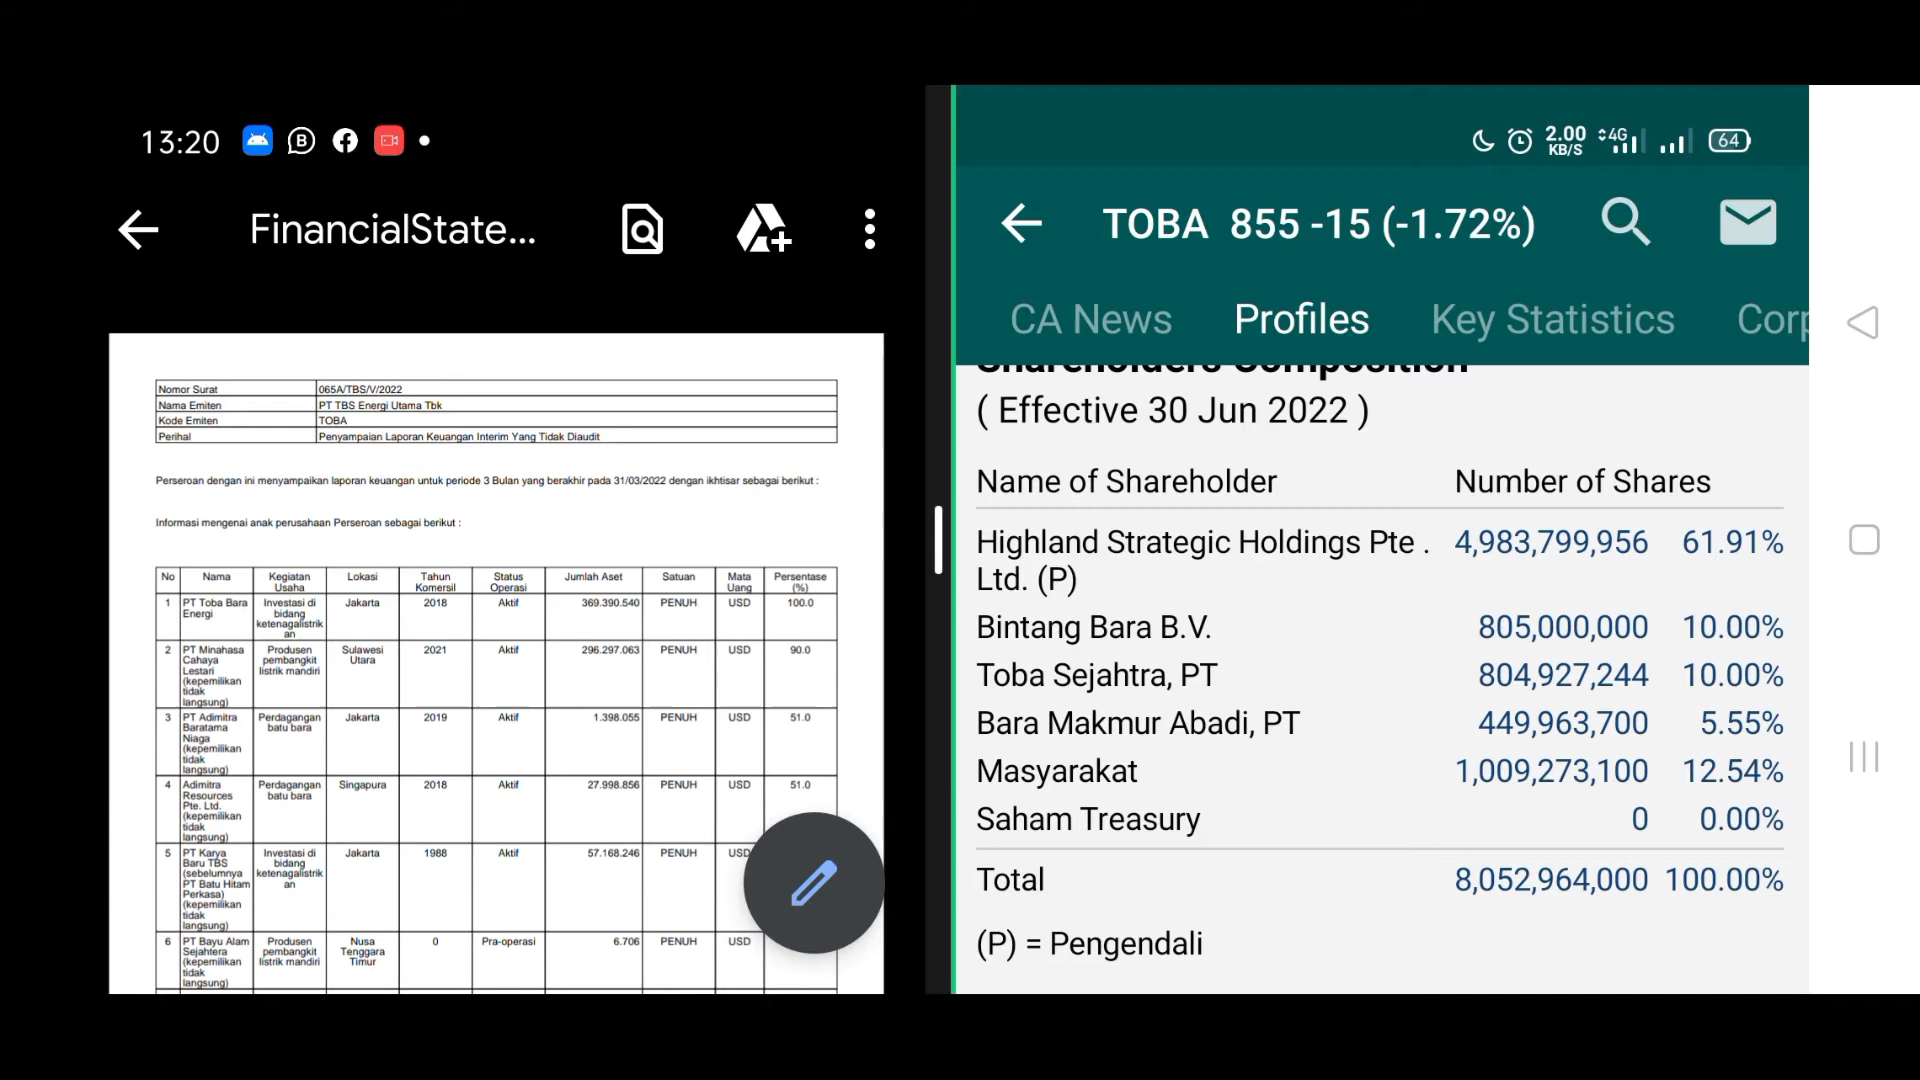 13:20
FinancialState...
Nomor Surat 065A/TBS/V/2022
Nama Emiten PT TBS Energi Utama Tbk
Kode Emiten TOBA
Perihal Penyampaian Laporan Keuangan Interim Yang Tidak Diaudit
Perseroan dengan ini menyampaikan laporan keuangan untuk periode 3 Bulan yang berakhir pada 31/03/2022 dengan ikhtisar sebagai berikut :
Informasi mengenai anak perusahaan Perseroan sebagai berikut :
No Nama Kegiatan Lokasi Tahun Status Jumlah Aset Satuan Mata Persentase
Usaha Komersil Operasi Uang (%)
1 PT Toba Bara Investasi di Jakarta 2018 Aktif 369.390.540 PENUH USD 100.0
Energi bidang
ketenagalistrik
an
2 PT Minahasa Produsen Sulawesi 2021 Aktif 296.297.063 PENUH USD 90.0
Cahaya pembangkit Utara
Lestari listrik mandiri
(kepemilikan
tidak
langsung)
3 PT Adimitra Perdagangan Jakarta 2019 Aktif 1.398.055 PENUH USD 51.0
Baratama batu bara
Niaga
(kepemilikan
tidak
langsung)
4 Adimitra Perdagangan Singapura 2018 Aktif 27.998.856 PENUH USD 51.0
Resources batu bara
Pte. Ltd.
(kepemilikan
tidak
langsung)
5 PT Karya Investasi di Jakarta 1988 Aktif 57.168.246 PENUH USD
Baru TBS bidang
(sebelumnya ketenagalistrik
PT Batu Hitam an
Perkasa)
(kepemilikan
tidak
langsung)
6 PT Bayu Alam Produsen Nusa 0 Pra-operasi 6.706 PENUH USD
Sejahtera pembangkit Tenggara
(kepemilikan listrik mandiri Timur
tidak
langsung)
2.00 4G 64
KB/S
TOBA 855 -15 (-1.72%)
CA News Profiles Key Statistics Corp
Shareholders Composition
( Effective 30 Jun 2022 )
Name of Shareholder Number of Shares
Highland Strategic Holdings Pte . 4,983,799,956 61.91%
Ltd. (P)
Bintang Bara B.V. 805,000,000 10.00%
Toba Sejahtra, PT 804,927,244 10.00%
Bara Makmur Abadi, PT 449,963,700 5.55%
Masyarakat 1,009,273,100 12.54%
Saham Treasury 0 0.00%
Total 8,052,964,000 100.00%
(P) = Pengendali